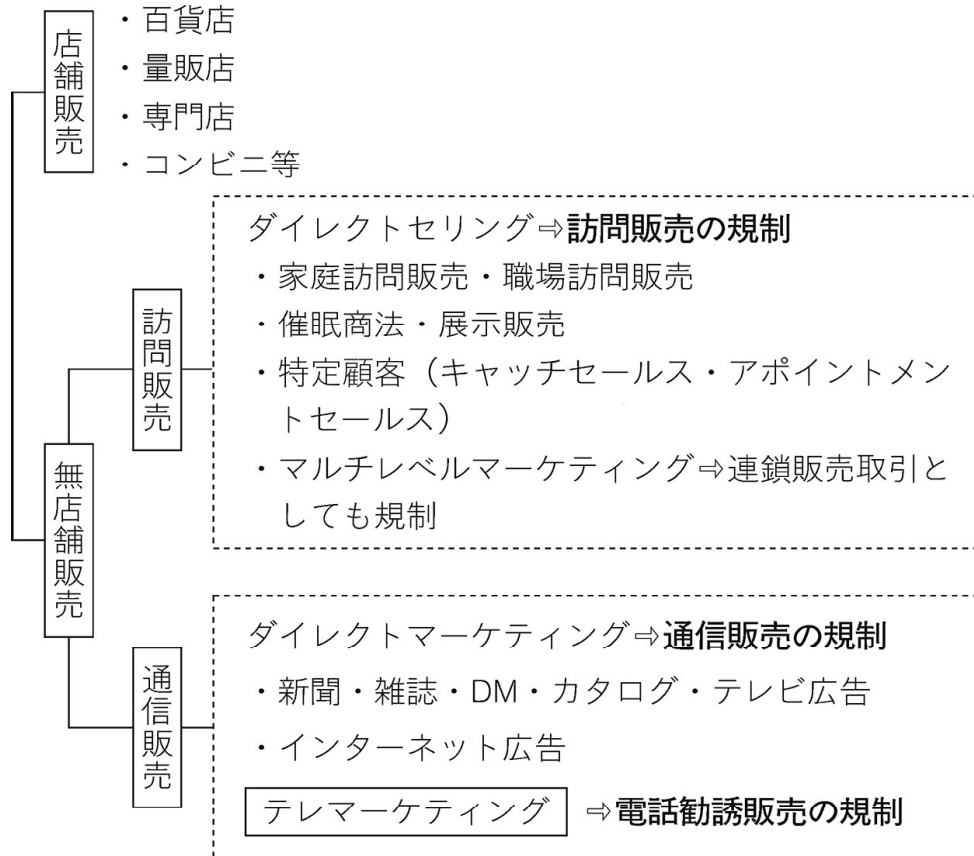 店舗販売
・百貨店
・量販店
・専門店
・コンビニ等
無店舗販売
訪問販売
ダイレクトセリング⇨訪問販売の規制
・家庭訪問販売・職場訪問販売
・催眠商法・展示販売
・特定顧客（キャッチセールス・アポイントメン
トセールス）
・マルチレベルマーケティング⇨連鎖販売取引と
しても規制
通信販売
ダイレクトマーケティング⇨通信販売の規制
・新聞・雑誌・DM・カタログ・テレビ広告
・インターネット広告
テレマーケティング ⇨電話勧誘販売の規制